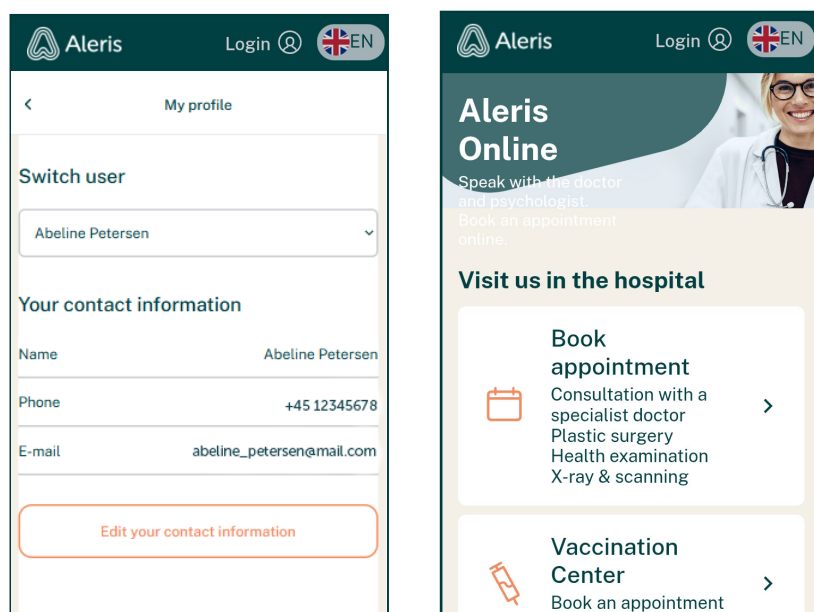 Aleris
Login
EN
My profile
Switch user
Abeline Petersen
Your contact information
Name
Abeline Petersen
Phone
+45 12345678
E-mail
abeline_petersen@mail.com
Edit your contact information
Aleris
Login
EN
Aleris
Online
Speak with the doctor
and psychologist.
Book an appointment
online.
Visit us in the hospital
Book
appointment
Consultation with a
specialist doctor
Plastic surgery
Health examination
X-ray & scanning
Vaccination
Center
Book an appointment